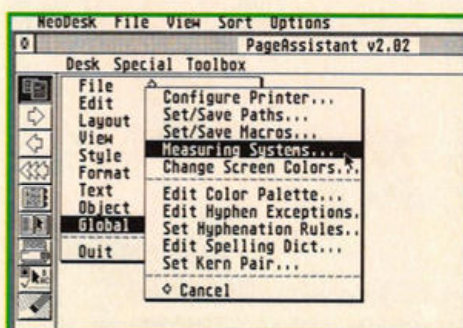 NeoDesk File View Sort Options
PageAssistant v2.02
Desk Special Toolbox
File
Edit
Layout
View
Style
Format
Text
Object
Global
Quit
Configure Printer...
Set/Save Paths...
Set/Save Macros...
Measuring Systems...
Change Screen Colors...
Edit Color Palette...
Edit Hyphen Exceptions.
Set Hyphenation Rules..
Edit Spelling Dict...
Set Kern Pair...
◇ Cancel